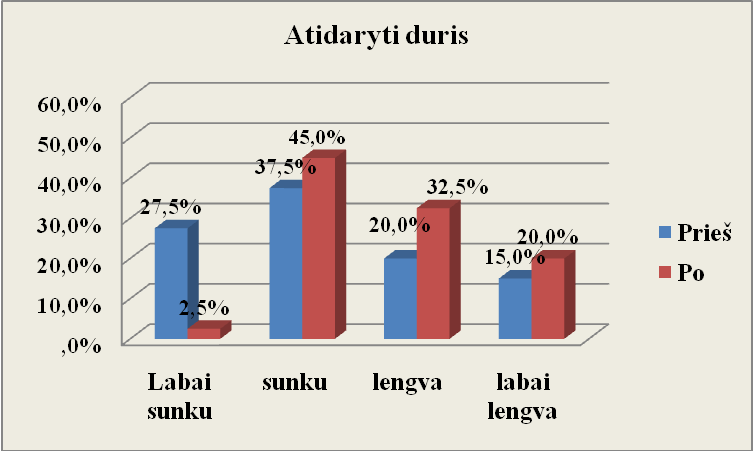 Atidaryti duris
60,0%
50,0%
40,0%
30,0%
20,0%
10,0%
,0%
27,5%
2,5%
37,5%
45,0%
20,0%
32,5%
15,0%
20,0%
Labai
sunku
sunku
lengva
labai
lengva
Prieš
Po